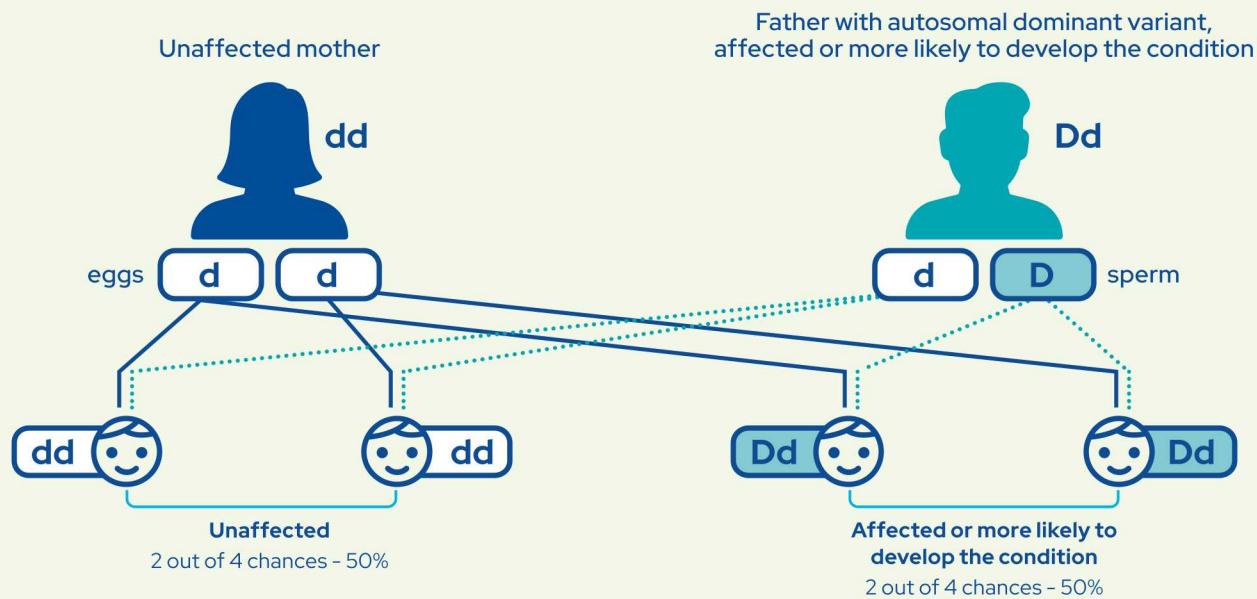 Unaffected mother
Father with autosomal dominant variant,
affected or more likely to develop the condition
dd
Dd
eggs
d
d
d
D
sperm
dd
dd
Dd
Dd
Unaffected
2 out of 4 chances - 50%
Affected or more likely to
develop the condition
2 out of 4 chances - 50%